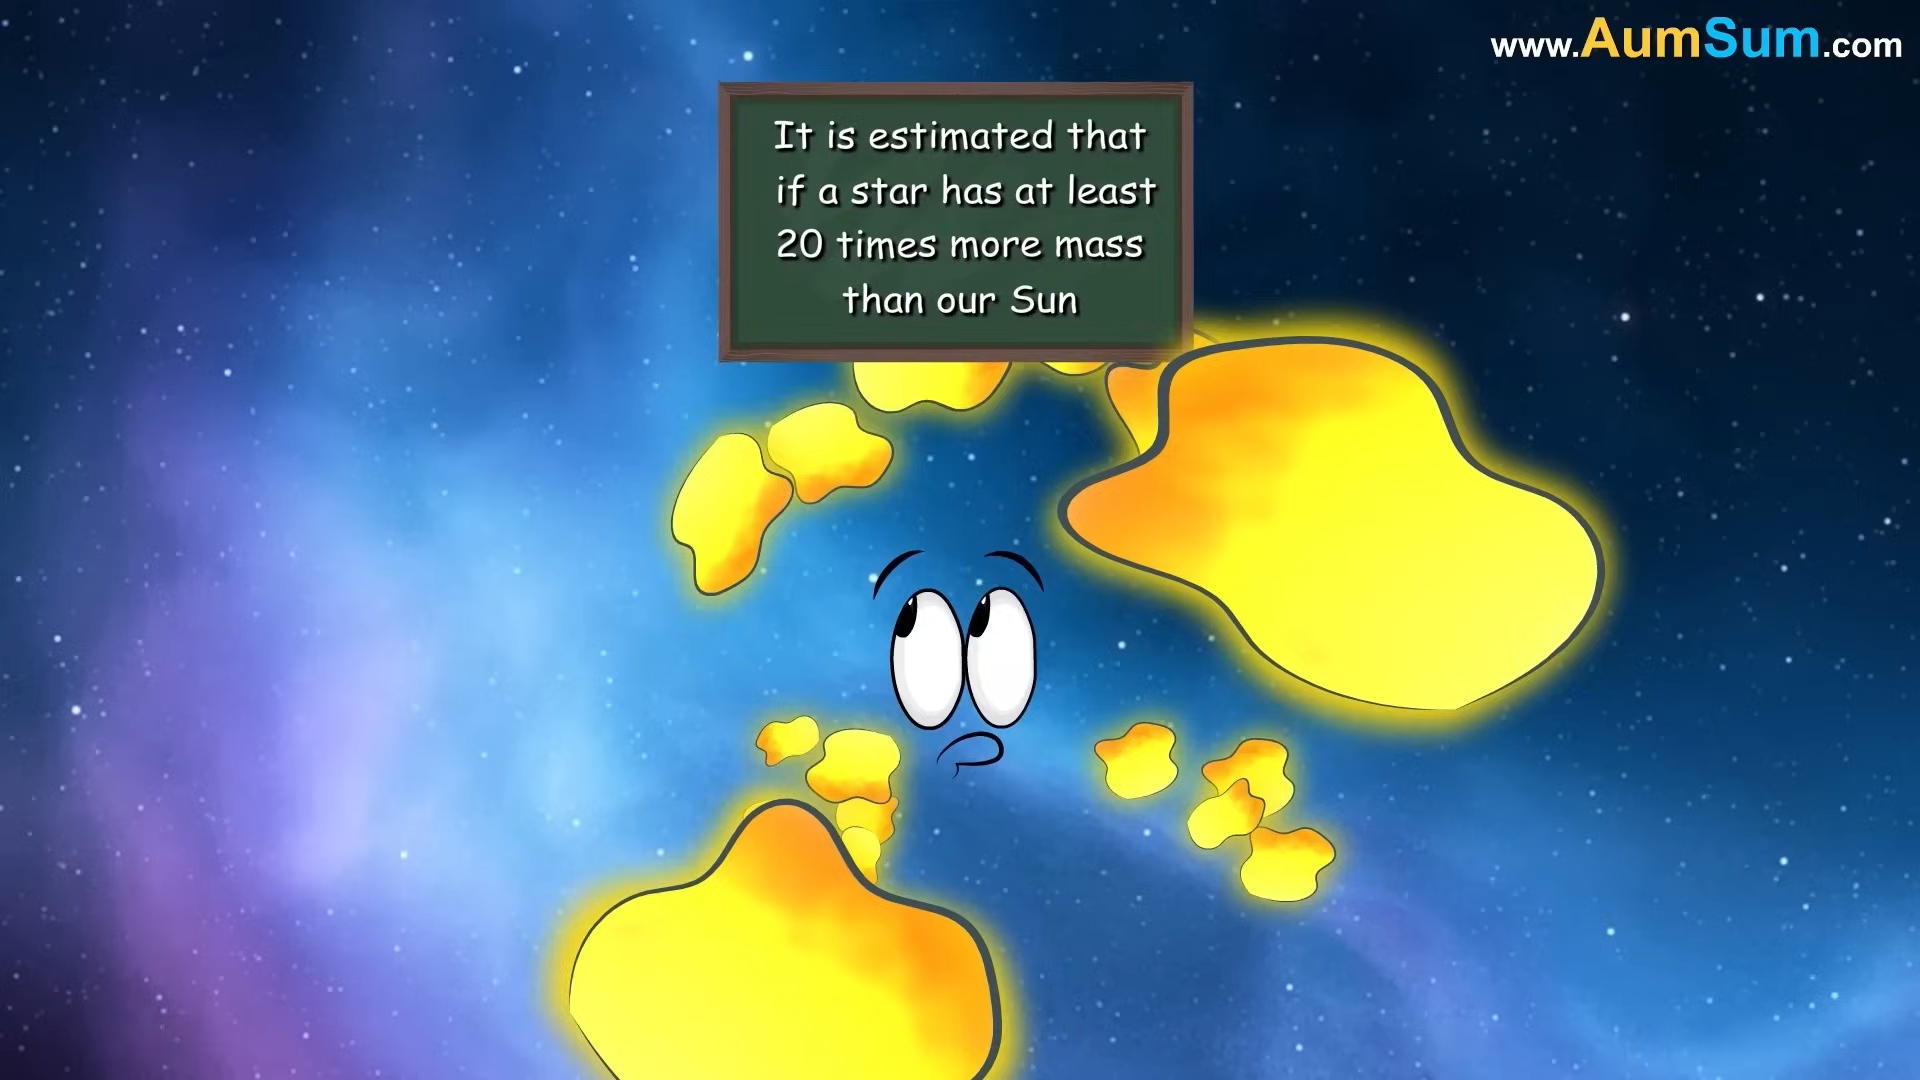 www.AumSum.com
It is estimated that
if a star has at least
20 times more mass
than our Sun